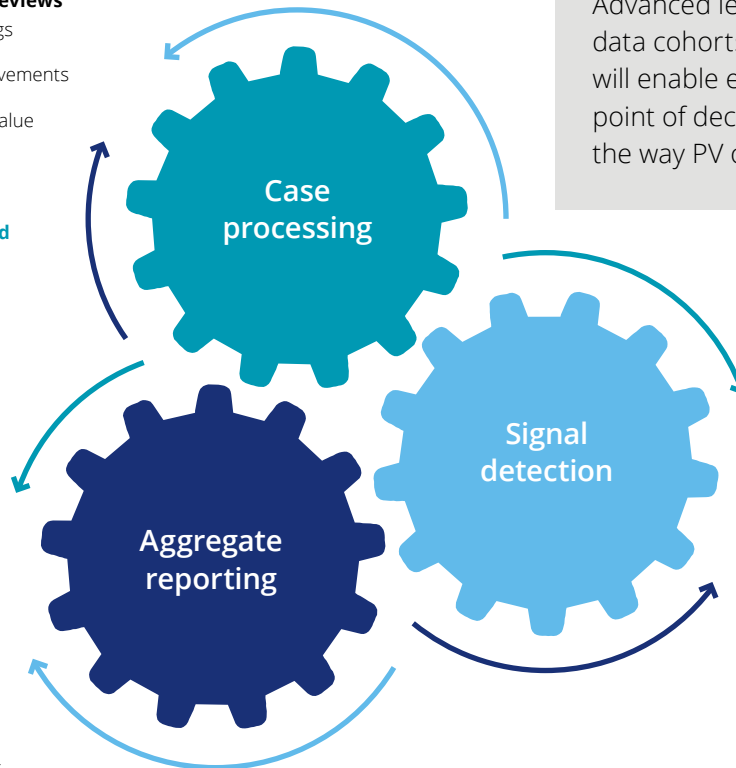 eviews
gs
vements
alue
d
Advanced le
data cohorts
will enable e
point of dec
the way PV c
Case
processing
Signal
detection
Aggregate
reporting